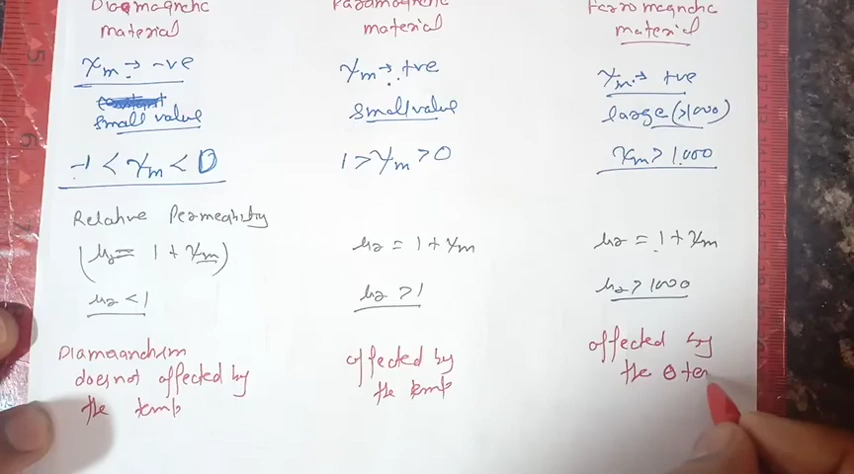 Diamagnetic
material
χm → -ve
small value
-1 < χm < 0
Relative Permeability
(μr = 1 + χm)
μr < 1
Diamagnetism
does not affected by
the temp
Paramagnetic
material
χm → +ve
small value
1 > χm > 0
μr = 1 + χm
μr > 1
affected by
the temp
Ferromagnetic
material
χm → +ve
large (>1000)
χm > 1000
μr = 1 + χm
μr > 1000
affected by
the te